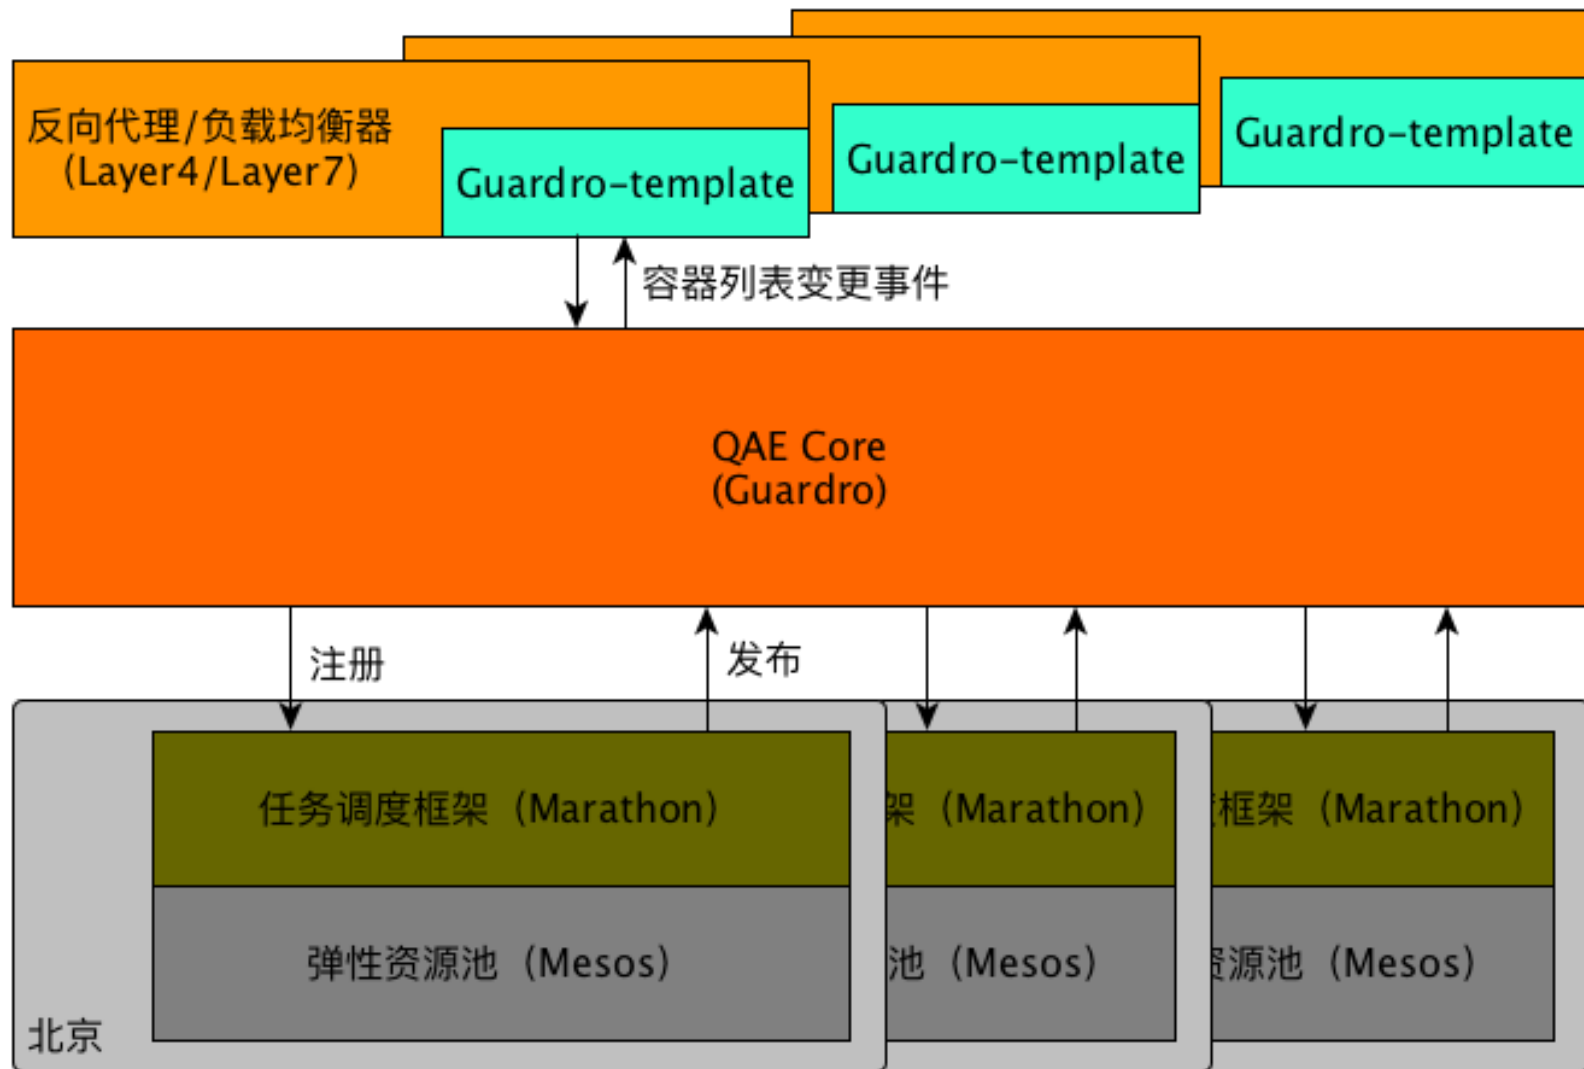 反向代理/负载均衡器
(Layer4/Layer7)
Guardro-template
Guardro-template
Guardro-template
容器列表变更事件
QAE Core
(Guardro)
注册
发布
任务调度框架（Marathon）
架（Marathon）
框架（Marathon）
弹性资源池（Mesos）
池（Mesos）
资源池（Mesos）
北京